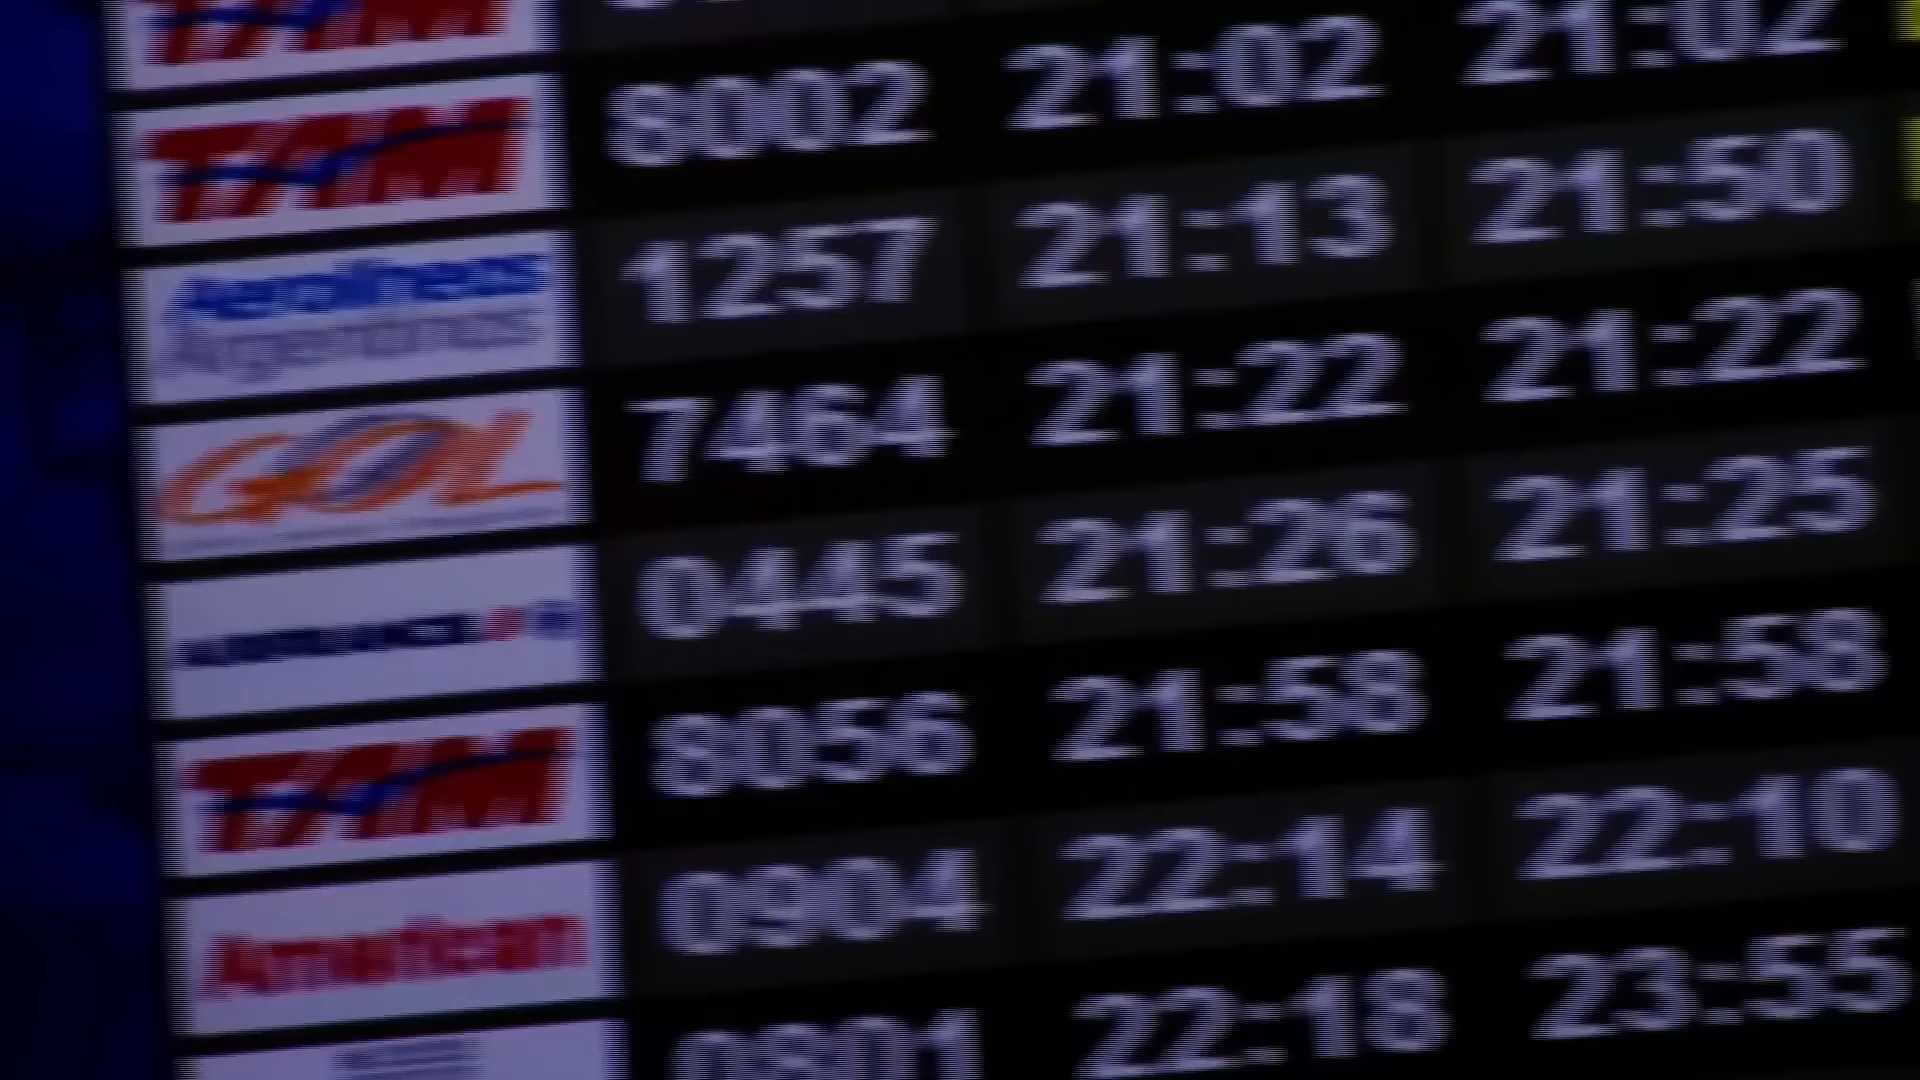 TAM
TAM 8002 21:02 21:02
Aerolineas Argentinas 1257 21:13 21:50
GOL 7464 21:22 21:22
0445 21:26 21:25
TAM 8056 21:58 21:58
American 0904 22:14 22:10
0801 22:18 23:55